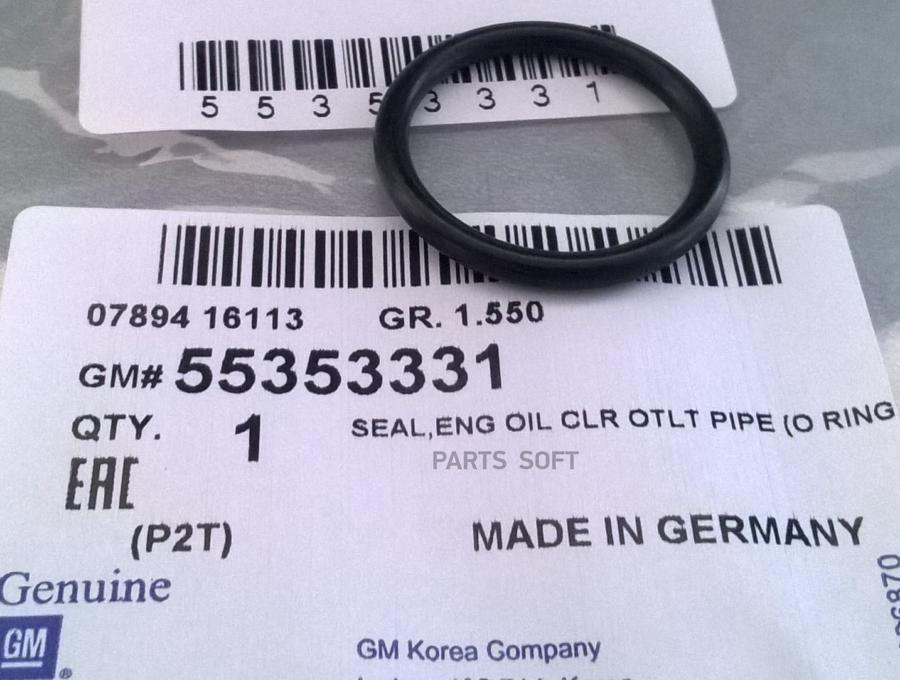 5 5 3 5 3 3 3 1
07894 16113 GR. 1.550
GM# 55353331
QTY. 1 SEAL,ENG OIL CLR OTLT PIPE (O RING
PARTS SOFT
EAC
(P2T) MADE IN GERMANY
Genuine
GM ®
GM Korea Company